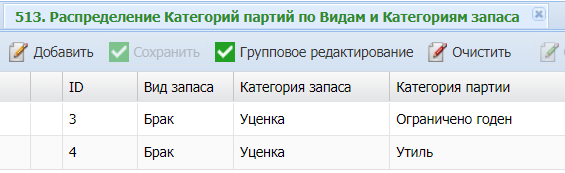 513. Распределение Категорий партий по Видам и Категориям запаса
Добавить Сохранить Групповое редактирование Очистить
ID Вид запаса Категория запаса Категория партии
3 Брак Уценка Ограничено годен
4 Брак Уценка Утиль